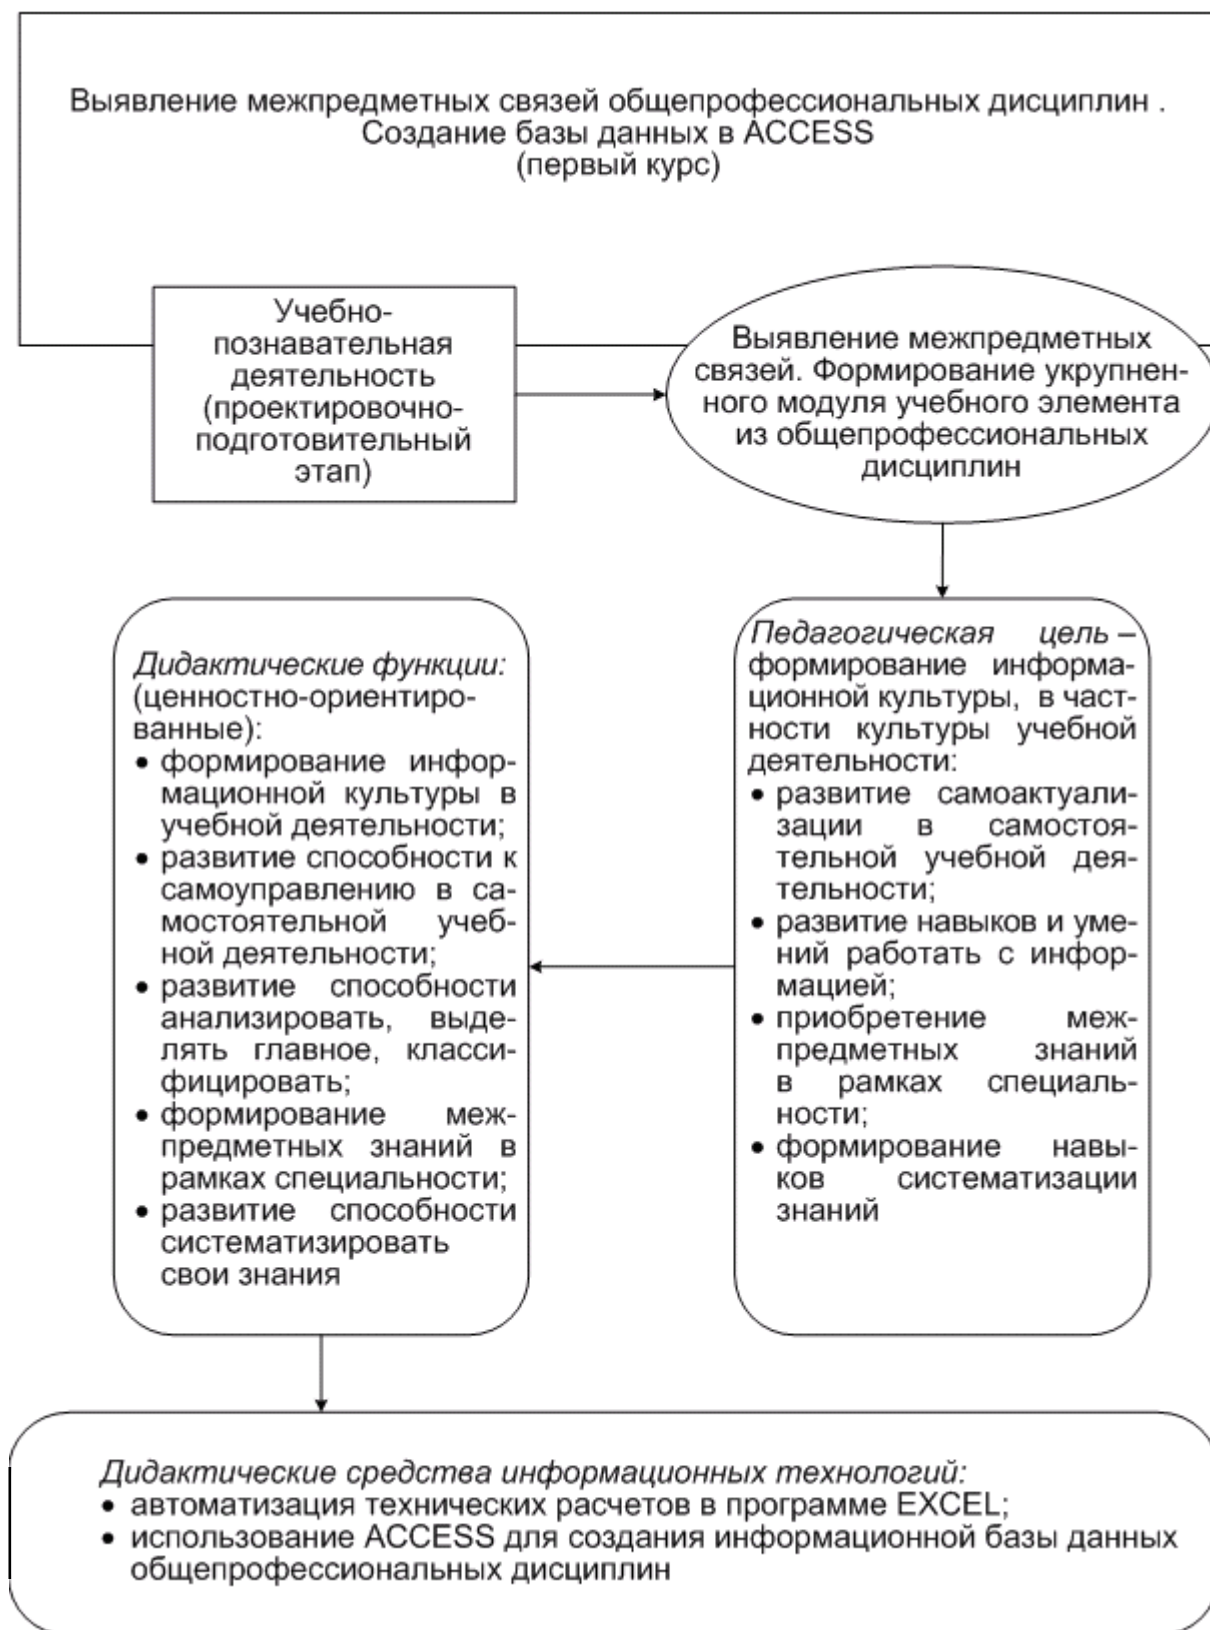 Выявление межпредметных связей общепрофессиональных дисциплин .
Создание базы данных в ACCESS
(первый курс)
Учебно-
познавательная
деятельность
(проектировочно-
подготовительный
этап)
Выявление межпредметных
связей. Формирование укрупнен-
ного модуля учебного элемента
из общепрофессиональных
дисциплин
Педагогическая цель –
формирование информа-
ционной культуры, в част-
ности культуры учебной
деятельности:
• развитие самоактуали-
зации в самостоя-
тельной учебной дея-
тельности;
• развитие навыков и уме-
ний работать с инфор-
мацией;
• приобретение меж-
предметных знаний
в рамках специаль-
ности;
• формирование навы-
ков систематизации
знаний
Дидактические функции:
(ценностно-ориентиро-
ванные):
• формирование инфор-
мационной культуры в
учебной деятельности;
• развитие способности к
самоуправлению в са-
мостоятельной учеб-
ной деятельности;
• развитие способности
анализировать, выде-
лять главное, класси-
фицировать;
• формирование меж-
предметных знаний в
рамках специальности;
• развитие способности
систематизировать
свои знания
Дидактические средства информационных технологий:
• автоматизация технических расчетов в программе EXCEL;
• использование ACCESS для создания информационной базы данных
общепрофессиональных дисциплин